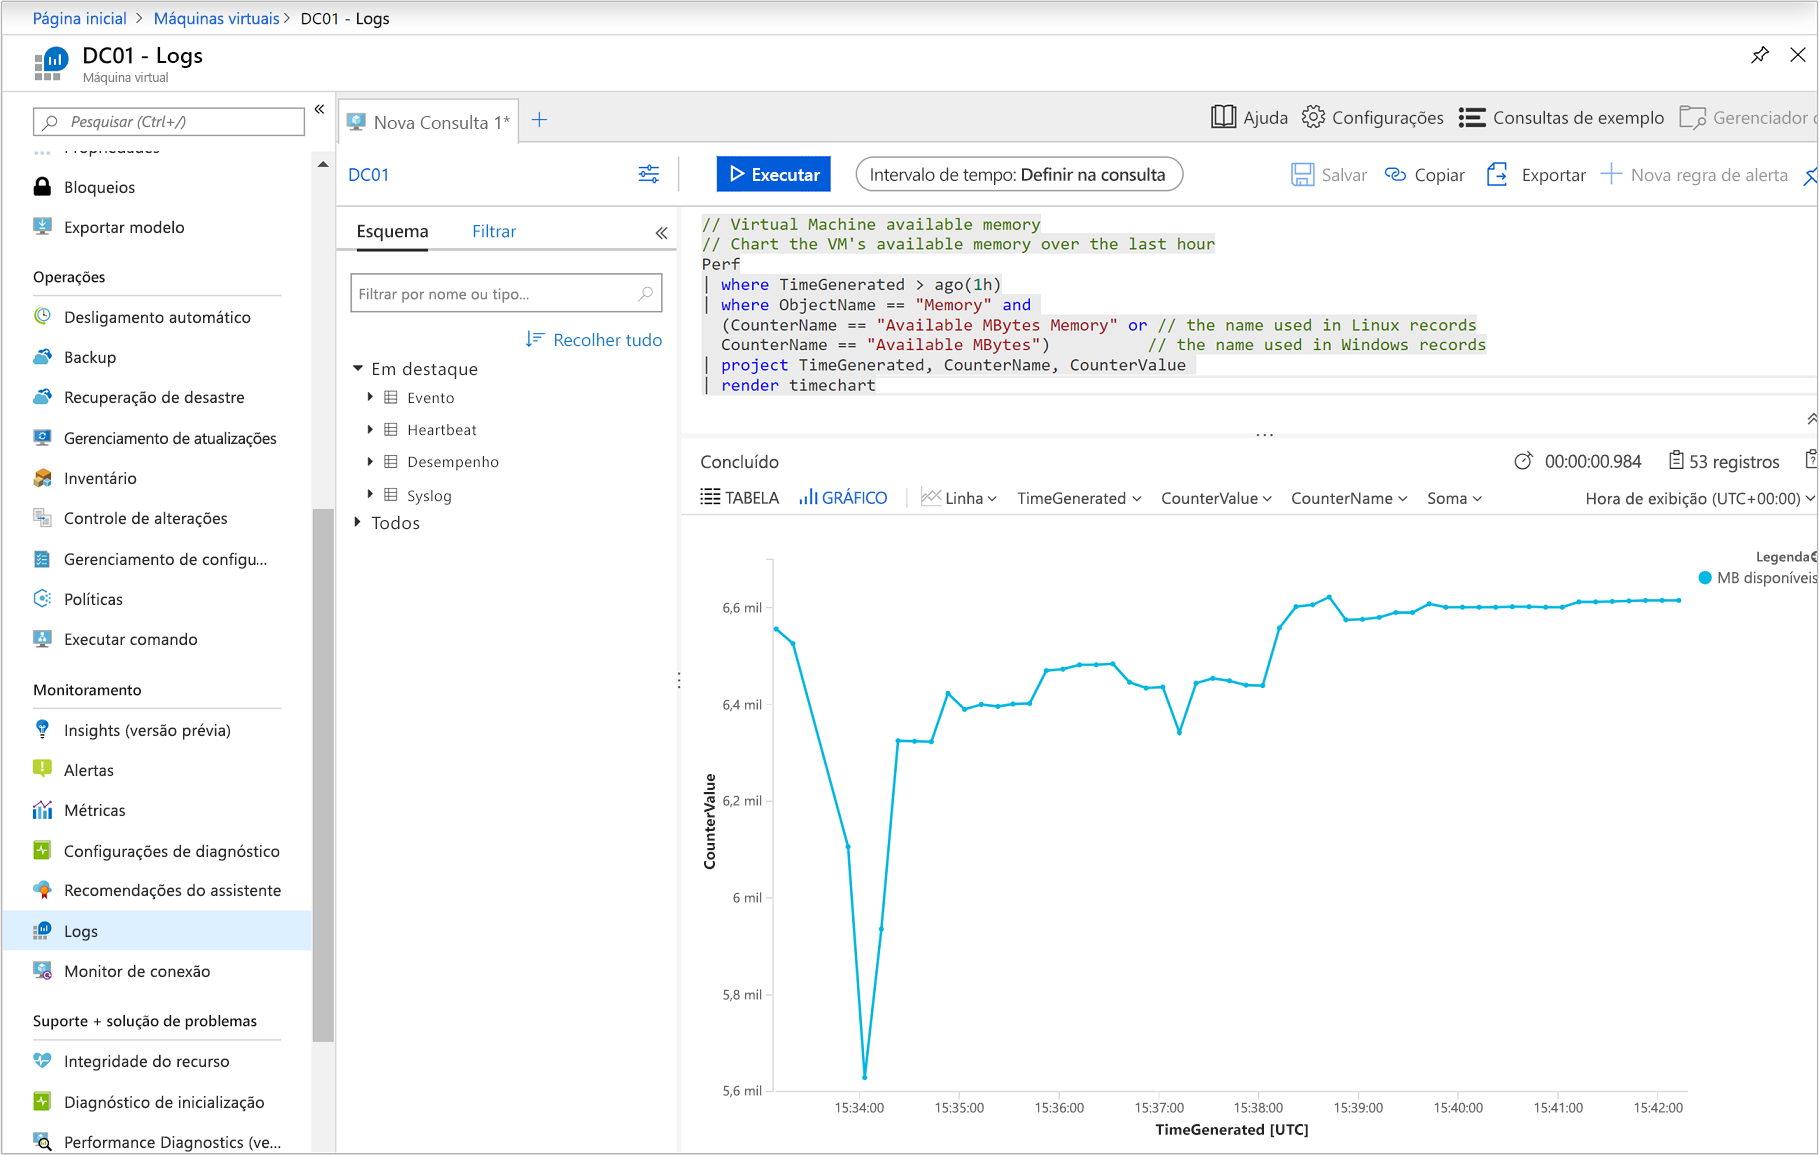 Página inicial > Máquinas virtuais > DC01 - Logs
DC01 - Logs
Máquina virtual
Pesquisar (Ctrl+/)
Propriedades
Bloqueios
Exportar modelo
Operações
Desligamento automático
Backup
Recuperação de desastre
Gerenciamento de atualizações
Inventário
Controle de alterações
Gerenciamento de configu...
Políticas
Executar comando
Monitoramento
Insights (versão prévia)
Alertas
Métricas
Configurações de diagnóstico
Recomendações do assistente
Logs
Monitor de conexão
Suporte + solução de problemas
Integridade do recurso
Diagnóstico de inicialização
Performance Diagnostics (ve...
Nova Consulta 1*
Ajuda
Configurações
Consultas de exemplo
Gerenciador
DC01
Executar
Intervalo de tempo: Definir na consulta
Salvar
Copiar
Exportar
Nova regra de alerta
Esquema
Filtrar
Filtrar por nome ou tipo...
Recolher tudo
Em destaque
Evento
Heartbeat
Desempenho
Syslog
Todos
// Virtual Machine available memory
// Chart the VM's available memory over the last hour
Perf
| where TimeGenerated > ago(1h)
| where ObjectName == "Memory" and
(CounterName == "Available MBytes Memory" or // the name used in Linux records
CounterName == "Available MBytes") // the name used in Windows records
| project TimeGenerated, CounterName, CounterValue
| render timechart
Concluído
00:00:00.984
53 registros
TABELA
GRÁFICO
Linha
TimeGenerated
CounterValue
CounterName
Soma
Hora de exibição (UTC+00:00)
Legenda
MB disponíveis
CounterValue
6,6 mil
6,4 mil
6,2 mil
6 mil
5,8 mil
5,6 mil
15:34:00
15:35:00
15:36:00
15:37:00
15:38:00
15:39:00
15:40:00
15:41:00
15:42:00
TimeGenerated [UTC]